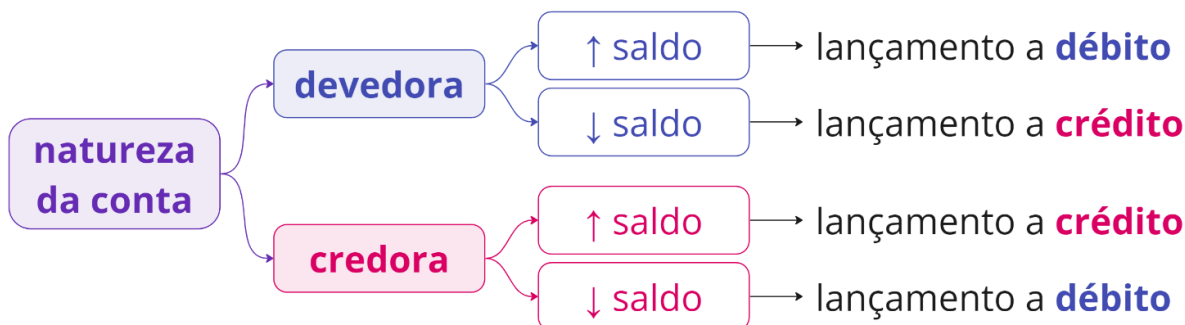 natureza
da conta
devedora
↑ saldo
lançamento a débito
↓ saldo
lançamento a crédito
credora
↑ saldo
lançamento a crédito
↓ saldo
lançamento a débito